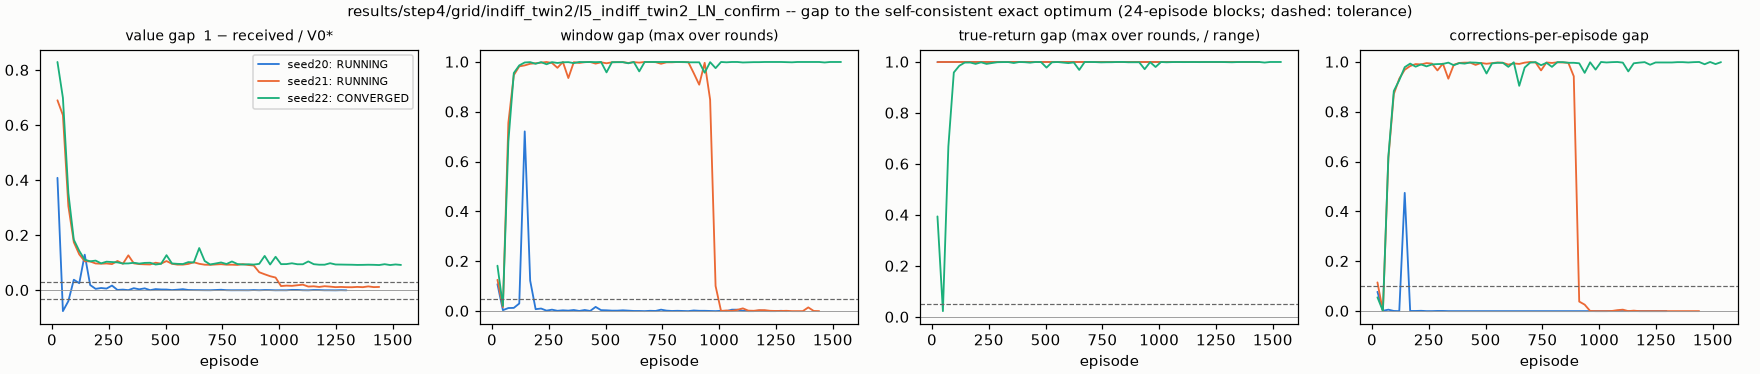 results/step4/grid/indiff_twin2/I5_indiff_twin2_LN_confirm -- gap to the self-consistent exact optimum (24-episode blocks; dashed: tolerance)
value gap 1 − received / V0*
0.8
0.6
0.4
0.2
0.0
seed20: RUNNING
seed21: RUNNING
seed22: CONVERGED
0 250 500 750 1000 1250 1500
episode
window gap (max over rounds)
1.0
0.8
0.6
0.4
0.2
0.0
0 250 500 750 1000 1250 1500
episode
true-return gap (max over rounds, / range)
1.0
0.8
0.6
0.4
0.2
0.0
0 250 500 750 1000 1250 1500
episode
corrections-per-episode gap
1.0
0.8
0.6
0.4
0.2
0.0
0 250 500 750 1000 1250 1500
episode